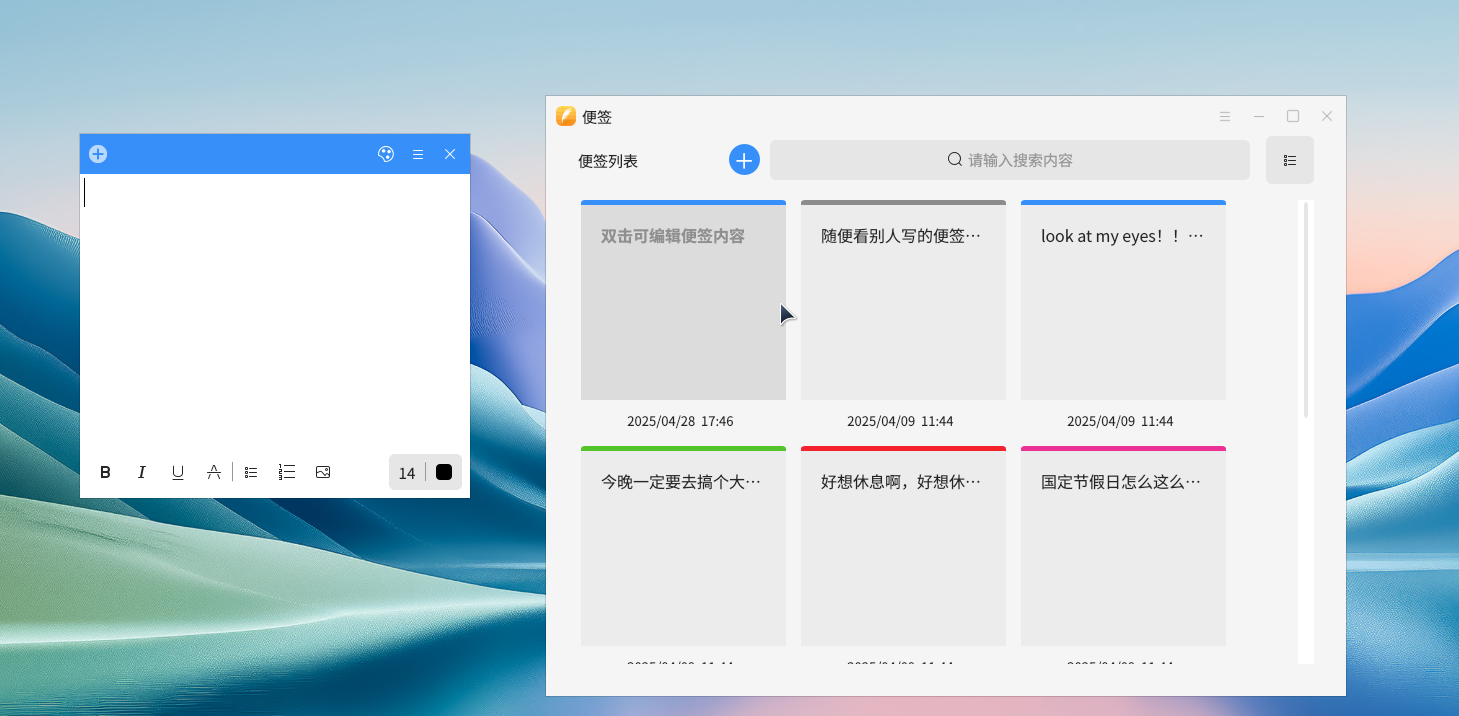 便签
便签列表
请输入搜索内容
双击可编辑便签内容
随便看别人写的便签…
look at my eyes！！…
2025/04/28 17:46
2025/04/09 11:44
2025/04/09 11:44
今晚一定要去搞个大…
好想休息啊，好想休…
国定节假日怎么这么…
B I U A
14